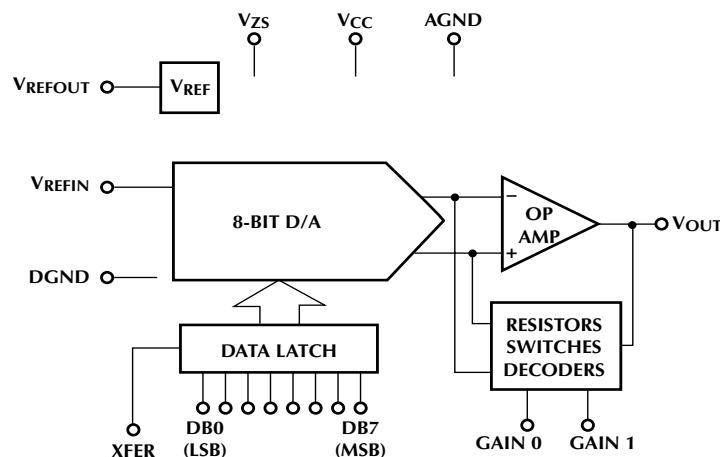 VZS
VCC
AGND
VREFOUT
VREF
VREFIN
8-BIT D/A
−
OP
AMP
+
VOUT
DGND
RESISTORS
SWITCHES
DECODERS
DATA LATCH
XFER
DB0
(LSB)
DB7
(MSB)
GAIN 0
GAIN 1